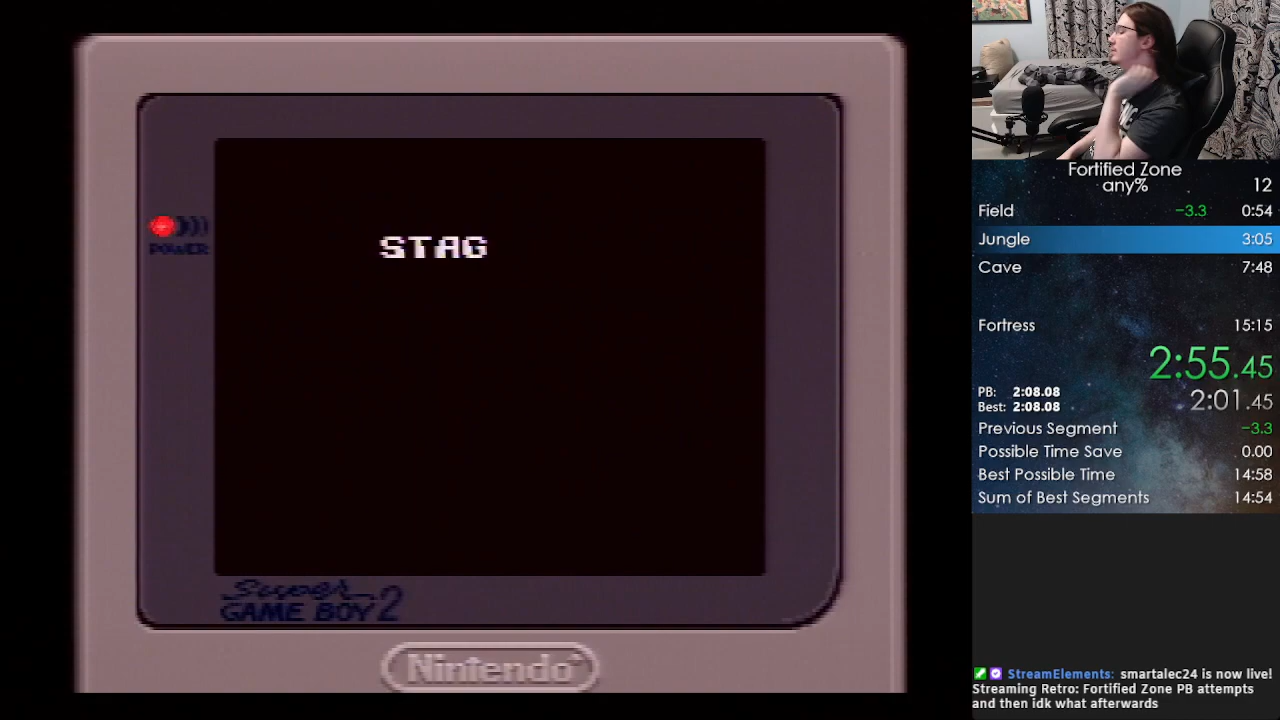 STAG
POWER
Super
GAME BOY 2
Nintendo
Fortified Zone
any%
12
Field −3.3 0:54
Jungle 3:05
Cave 7:48
Fortress 15:15
2:55.45
PB: 2:08.08
Best: 2:08.08
2:01.45
Previous Segment −3.3
Possible Time Save 0.00
Best Possible Time 14:58
Sum of Best Segments 14:54
StreamElements: smartalec24 is now live!
Streaming Retro: Fortified Zone PB attempts
and then idk what afterwards